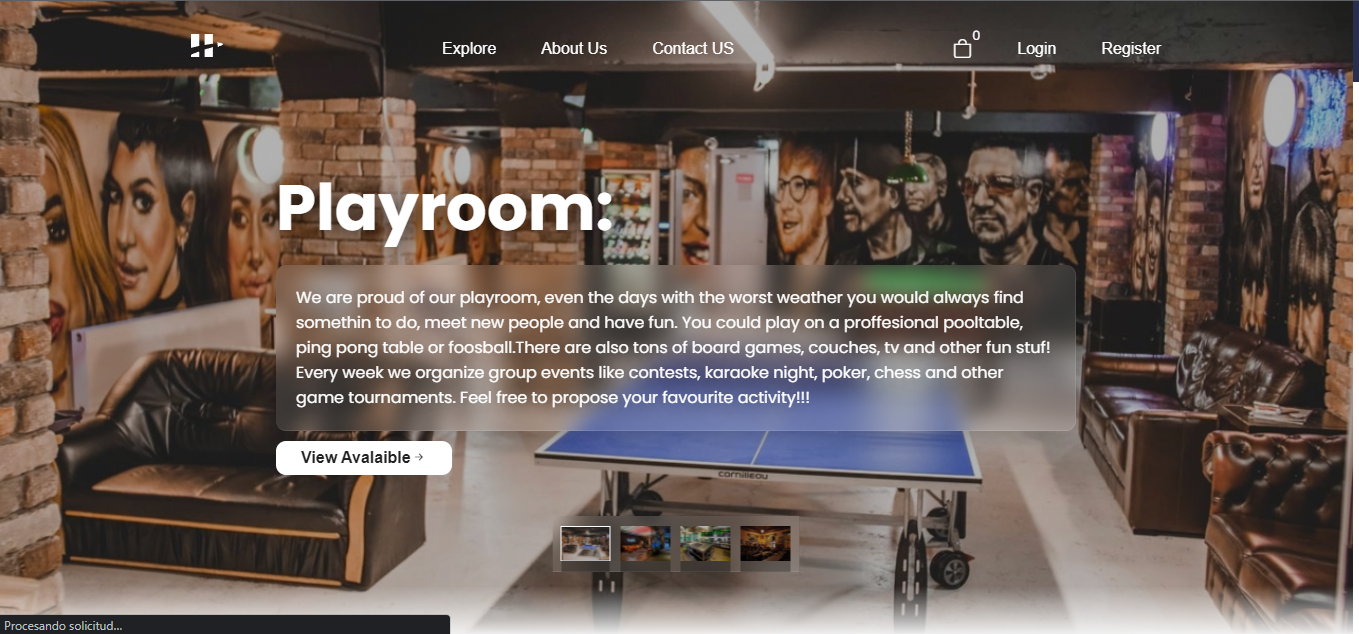 Explore About Us Contact US 0 Login Register
Playroom:
We are proud of our playroom, even the days with the worst weather you would always find
somethin to do, meet new people and have fun. You could play on a proffesional pooltable,
ping pong table or foosball.There are also tons of board games, couches, tv and other fun stuf!
Every week we organize group events like contests, karaoke night, poker, chess and other
game tournaments. Feel free to propose your favourite activity!!!
View Avalaible →
cornilleau
Procesando solicitud...